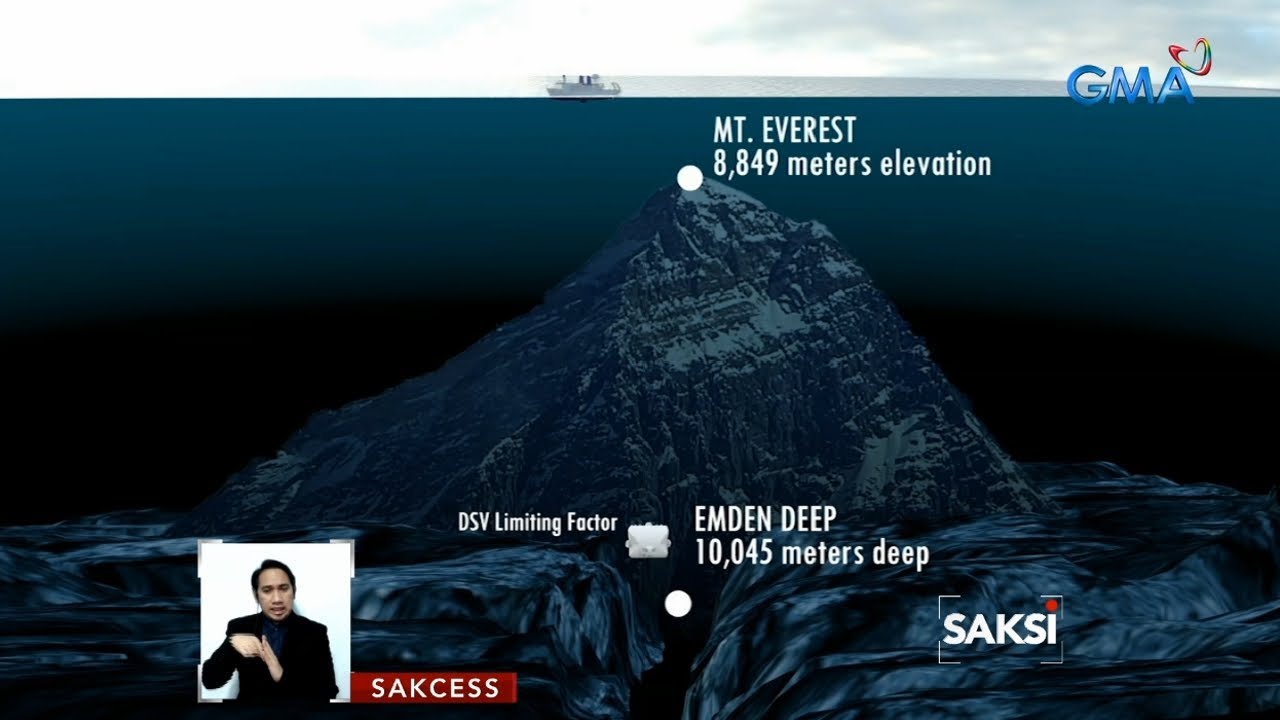 GMA
MT. EVEREST
8,849 meters elevation
DSV Limiting Factor
EMDEN DEEP
10,045 meters deep
SAKSi
SAKCESS